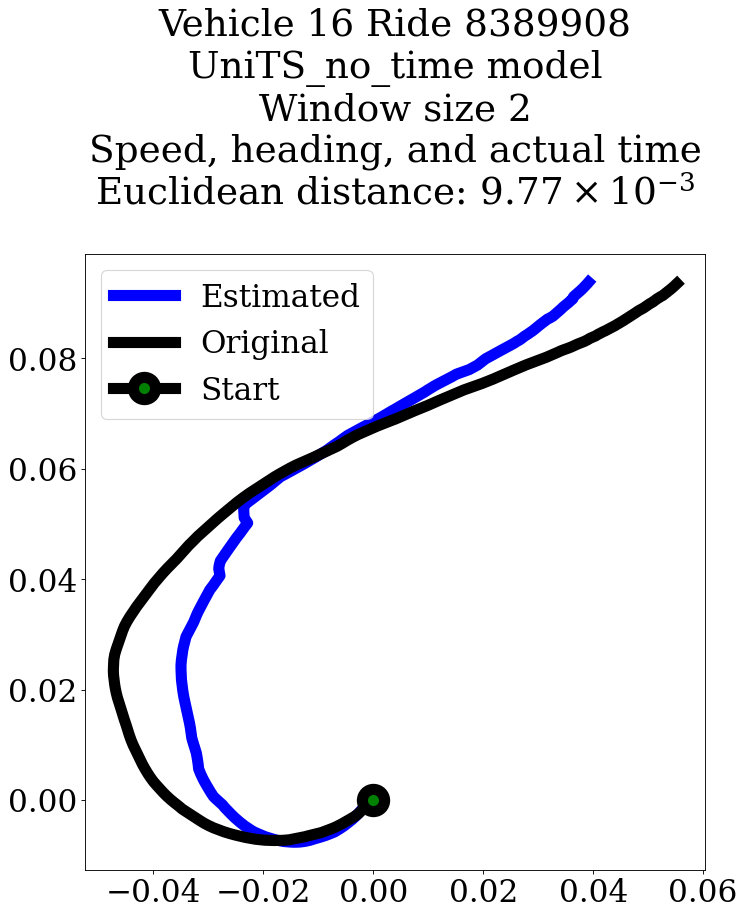 Vehicle 16 Ride 8389908
UniTS_no_time model
Window size 2
Speed, heading, and actual time
Euclidean distance: 9.77 × 10⁻³
Estimated
Original
Start
0.08
0.06
0.04
0.02
0.00
−0.04 −0.02 0.00 0.02 0.04 0.06